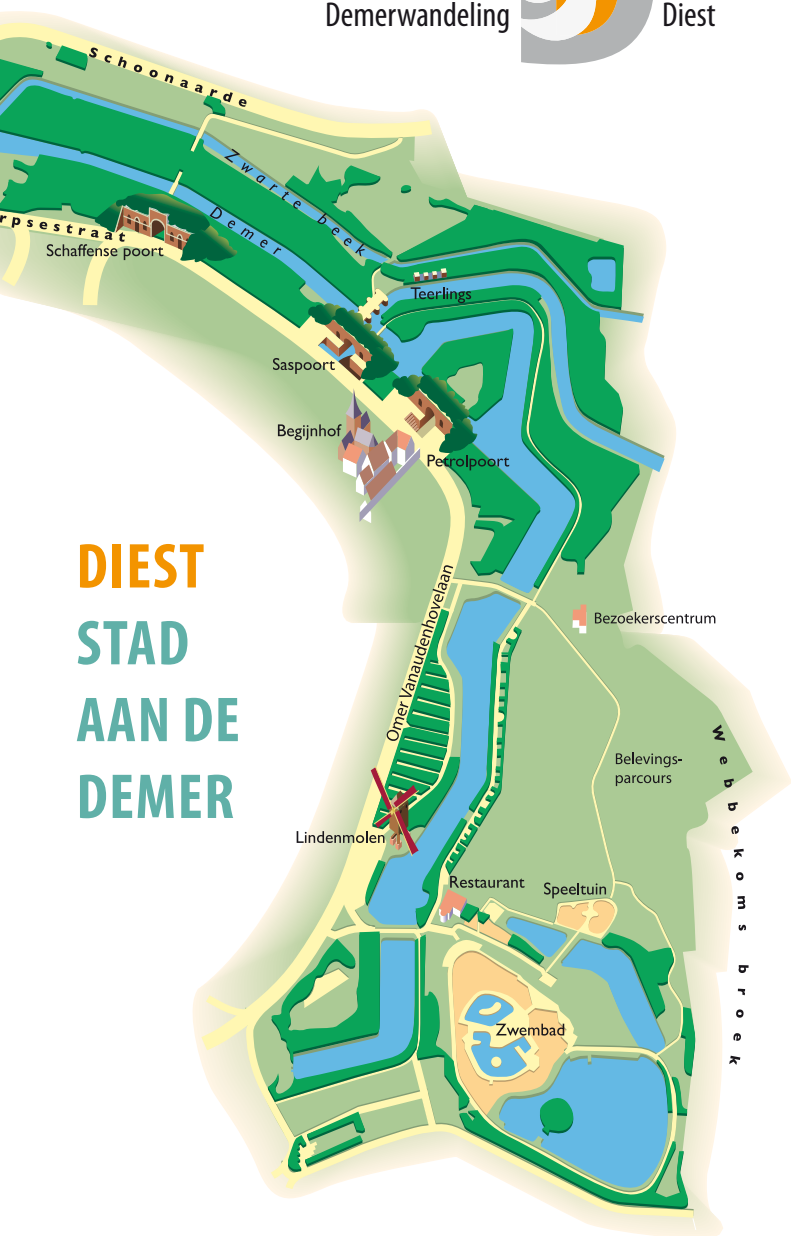 Demerwandeling Diest
Schoonaarde
Zwarte beek
Demer
rpsestraat
Schaffense poort
Teerlings
Saspoort
Begijnhof
Petrolpoort
DIEST
STAD
AAN DE
DEMER
Omer Vanaudenhovelaan
Bezoekerscentrum
Belevings-
parcours
Webbekoms broek
Lindenmolen
Restaurant
Speeltuin
Zwembad